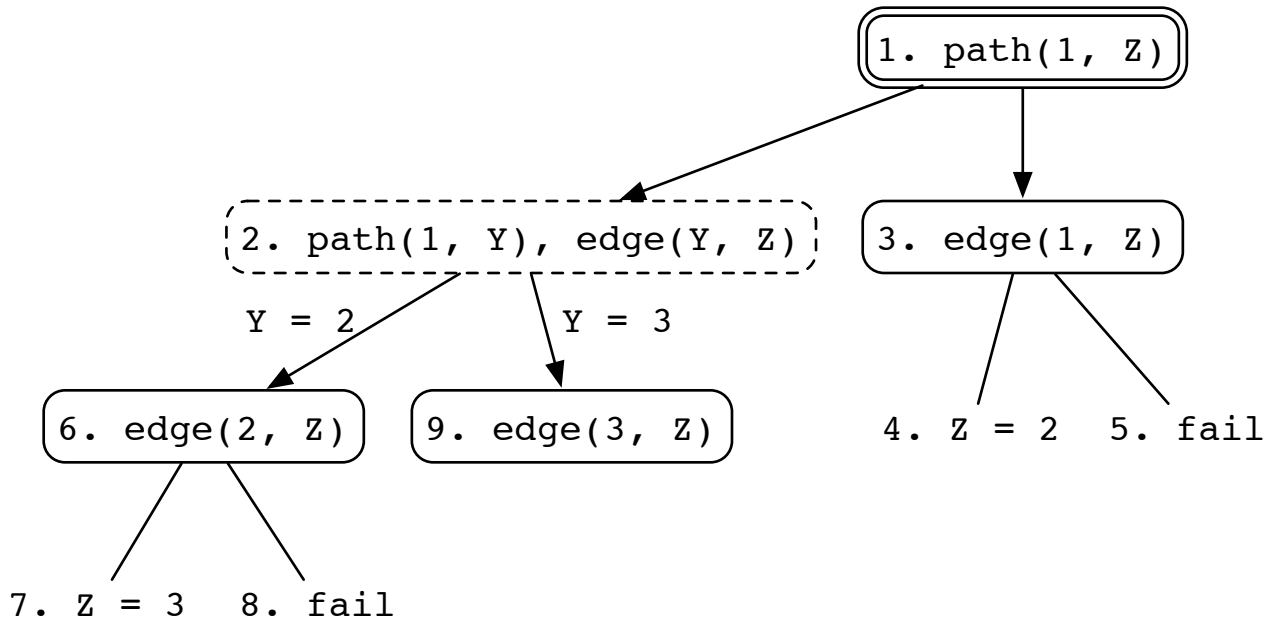 1. path(1, Z)
2. path(1, Y), edge(Y, Z)
3. edge(1, Z)
Y = 2
Y = 3
6. edge(2, Z)
9. edge(3, Z)
4. Z = 2
5. fail
7. Z = 3
8. fail